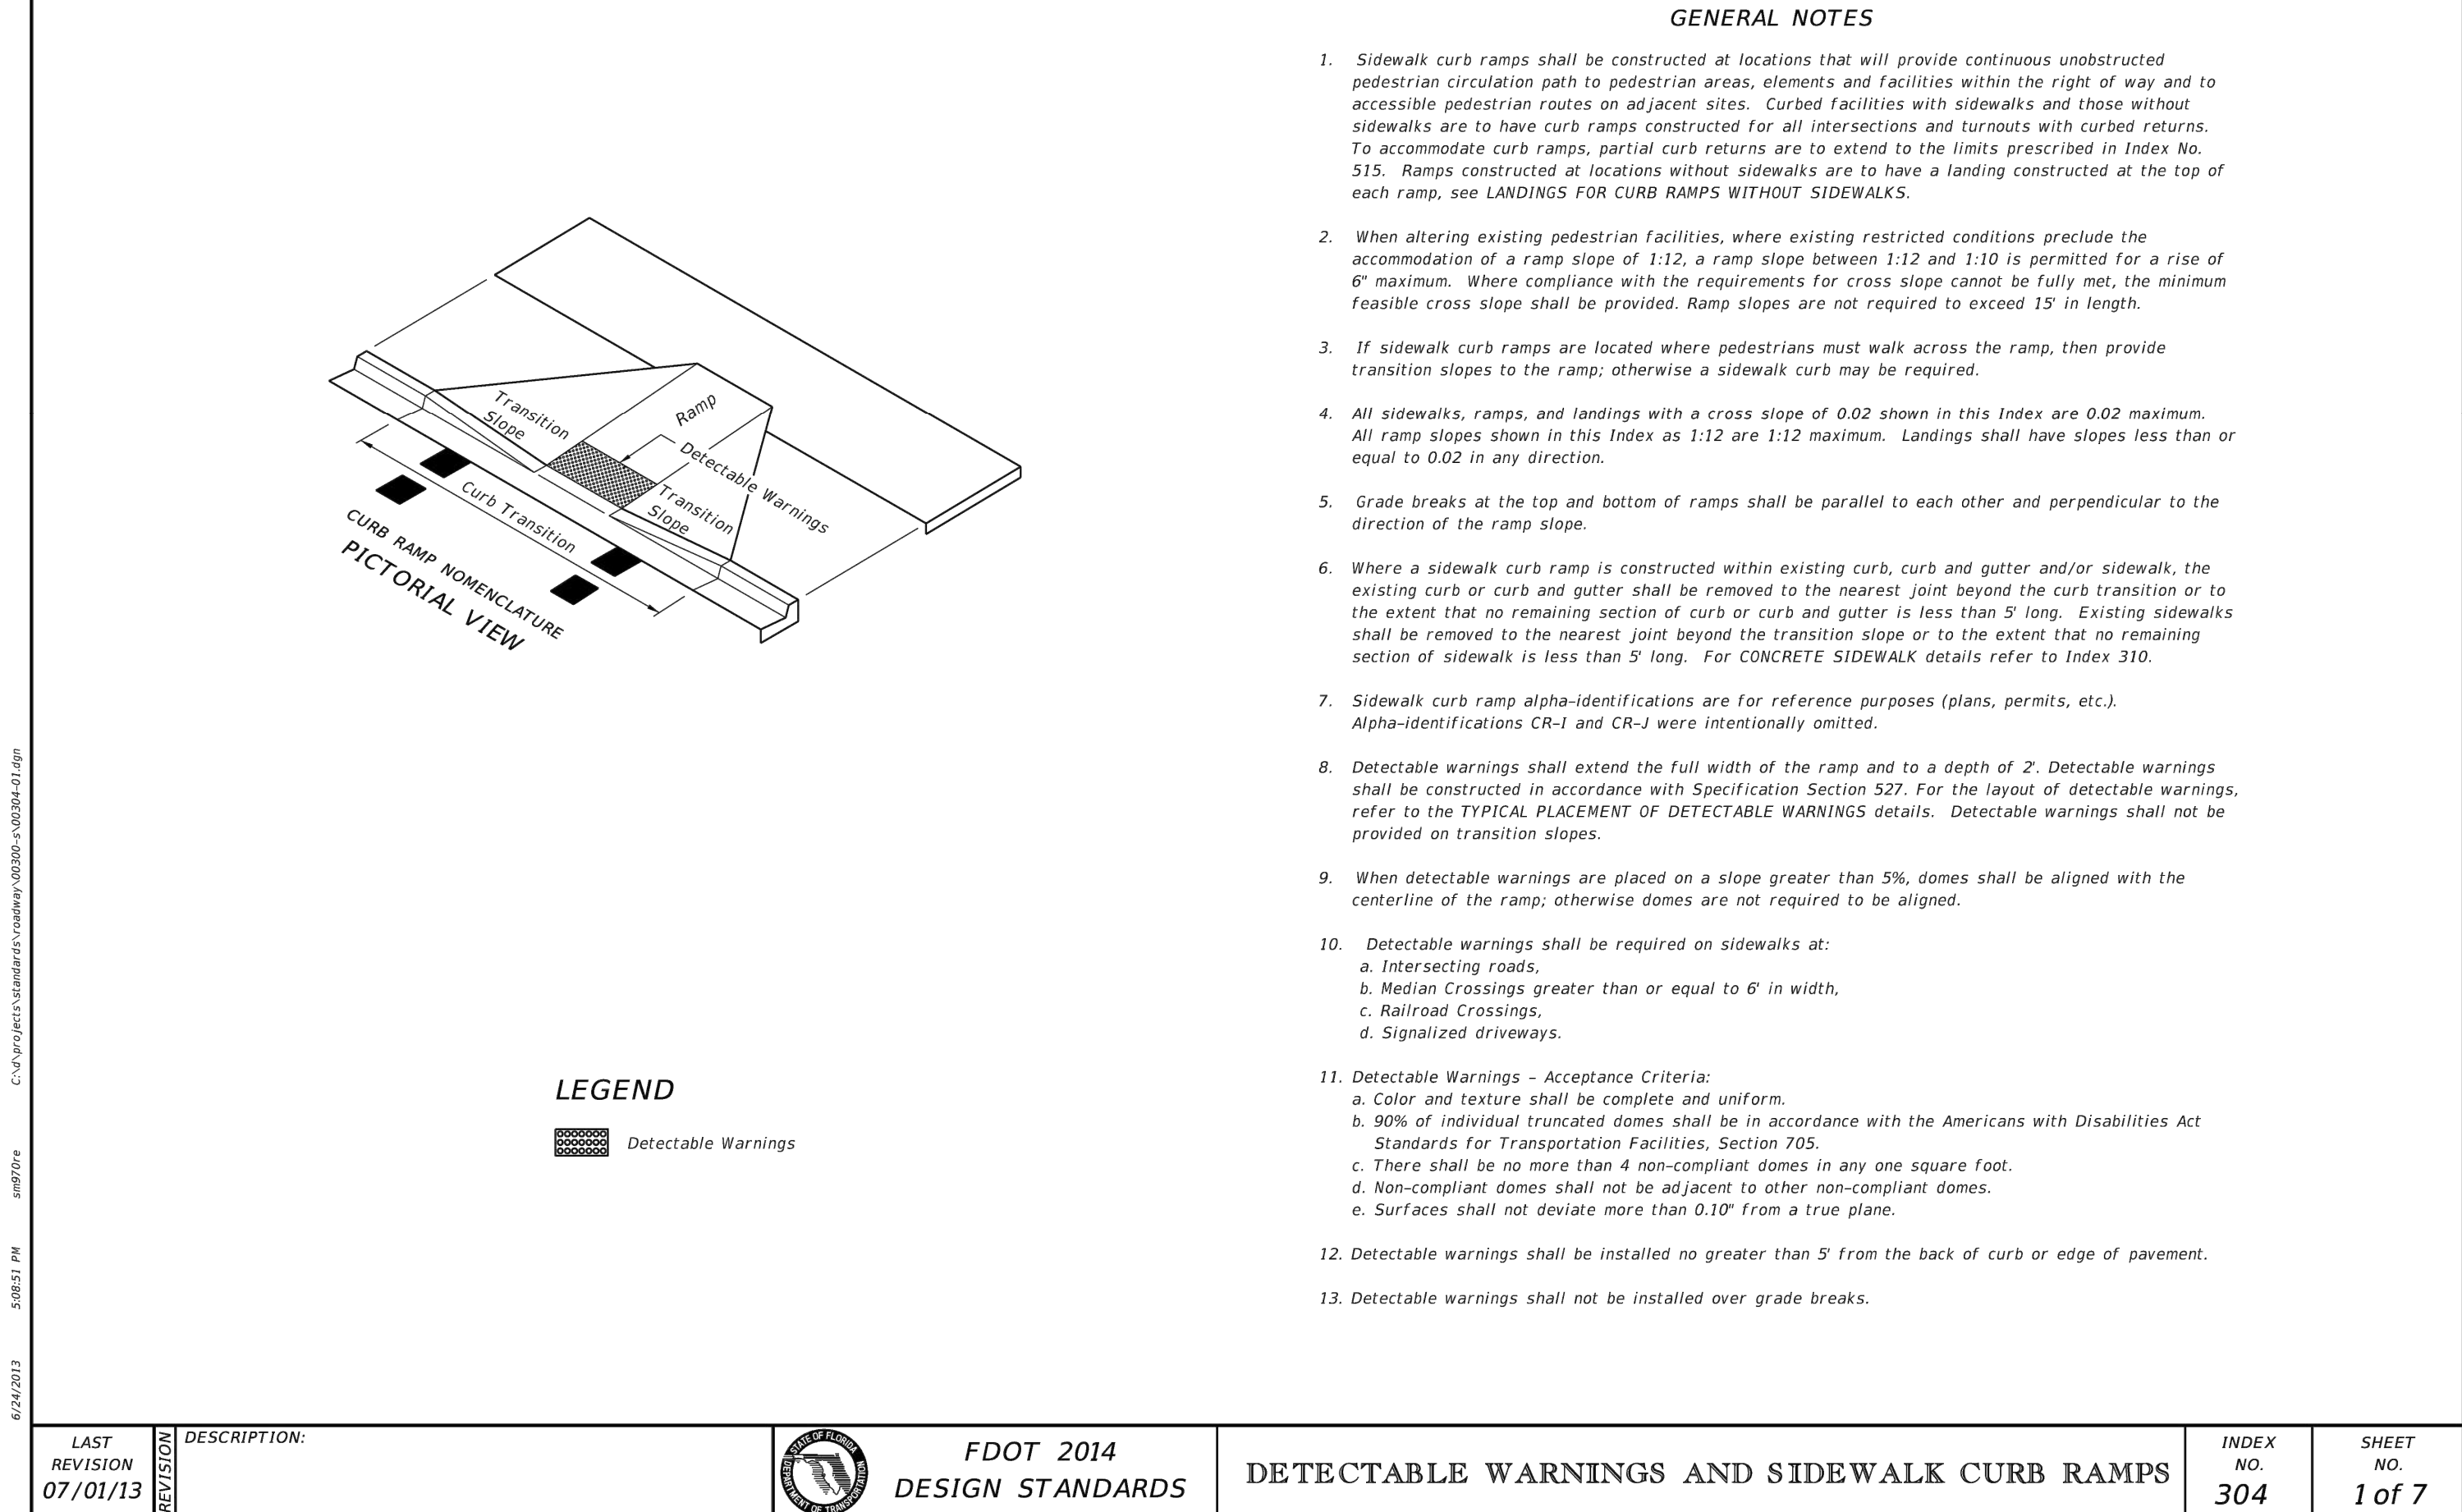 GENERAL NOTES
1. Sidewalk curb ramps shall be constructed at locations that will provide continuous unobstructed
pedestrian circulation path to pedestrian areas, elements and facilities within the right of way and to
accessible pedestrian routes on adjacent sites. Curbed facilities with sidewalks and those without
sidewalks are to have curb ramps constructed for all intersections and turnouts with curbed returns.
To accommodate curb ramps, partial curb returns are to extend to the limits prescribed in Index No.
515. Ramps constructed at locations without sidewalks are to have a landing constructed at the top of
each ramp, see LANDINGS FOR CURB RAMPS WITHOUT SIDEWALKS.
2. When altering existing pedestrian facilities, where existing restricted conditions preclude the
accommodation of a ramp slope of 1:12, a ramp slope between 1:12 and 1:10 is permitted for a rise of
6" maximum. Where compliance with the requirements for cross slope cannot be fully met, the minimum
feasible cross slope shall be provided. Ramp slopes are not required to exceed 15' in length.
3. If sidewalk curb ramps are located where pedestrians must walk across the ramp, then provide
transition slopes to the ramp; otherwise a sidewalk curb may be required.
4. All sidewalks, ramps, and landings with a cross slope of 0.02 shown in this Index are 0.02 maximum.
All ramp slopes shown in this Index as 1:12 are 1:12 maximum. Landings shall have slopes less than or
equal to 0.02 in any direction.
5. Grade breaks at the top and bottom of ramps shall be parallel to each other and perpendicular to the
direction of the ramp slope.
6. Where a sidewalk curb ramp is constructed within existing curb, curb and gutter and/or sidewalk, the
existing curb or curb and gutter shall be removed to the nearest joint beyond the curb transition or to
the extent that no remaining section of curb or curb and gutter is less than 5' long. Existing sidewalks
shall be removed to the nearest joint beyond the transition slope or to the extent that no remaining
section of sidewalk is less than 5' long. For CONCRETE SIDEWALK details refer to Index 310.
7. Sidewalk curb ramp alpha-identifications are for reference purposes (plans, permits, etc.).
Alpha-identifications CR-I and CR-J were intentionally omitted.
8. Detectable warnings shall extend the full width of the ramp and to a depth of 2'. Detectable warnings
shall be constructed in accordance with Specification Section 527. For the layout of detectable warnings,
refer to the TYPICAL PLACEMENT OF DETECTABLE WARNINGS details. Detectable warnings shall not be
provided on transition slopes.
9. When detectable warnings are placed on a slope greater than 5%, domes shall be aligned with the
centerline of the ramp; otherwise domes are not required to be aligned.
10. Detectable warnings shall be required on sidewalks at:
a. Intersecting roads,
b. Median Crossings greater than or equal to 6' in width,
c. Railroad Crossings,
d. Signalized driveways.
11. Detectable Warnings - Acceptance Criteria:
a. Color and texture shall be complete and uniform.
b. 90% of individual truncated domes shall be in accordance with the Americans with Disabilities Act
Standards for Transportation Facilities, Section 705.
c. There shall be no more than 4 non-compliant domes in any one square foot.
d. Non-compliant domes shall not be adjacent to other non-compliant domes.
e. Surfaces shall not deviate more than 0.10" from a true plane.
12. Detectable warnings shall be installed no greater than 5' from the back of curb or edge of pavement.
13. Detectable warnings shall not be installed over grade breaks.
Transition
Slope
Ramp
Detectable Warnings
Transition
Slope
Curb Transition
CURB RAMP NOMENCLATURE
PICTORIAL VIEW
LEGEND
Detectable Warnings
C:\d\projects\standards\roadway\00300-s\00304-01.dgn
sm970re
5:08:51 PM
6/24/2013
LAST
REVISION
07/01/13
REVISION
DESCRIPTION:
STATE OF FLORIDA
DEPARTMENT OF TRANSPORTATION
FDOT 2014
DESIGN STANDARDS
DETECTABLE WARNINGS AND SIDEWALK CURB RAMPS
INDEX
NO.
304
SHEET
NO.
1 of 7